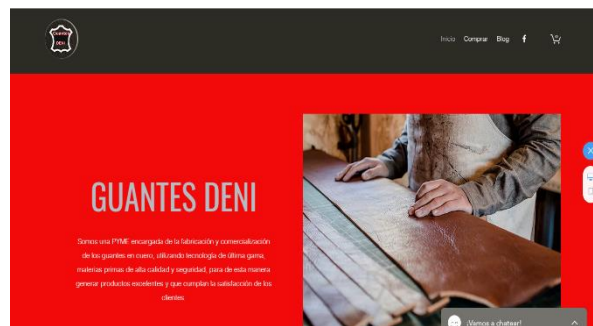 GUANTES
DENI
Inicio Comprar Blog f
GUANTES DENI
Somos una PYME encargada de la fabricación y comercialización
de los guantes en cuero, utilizando tecnología de última gama,
materias primas de alta calidad y seguridad, para de esta manera
generar productos excelentes y que cumplan la satisfacción de los
clientes.
¡Vamos a chatear!